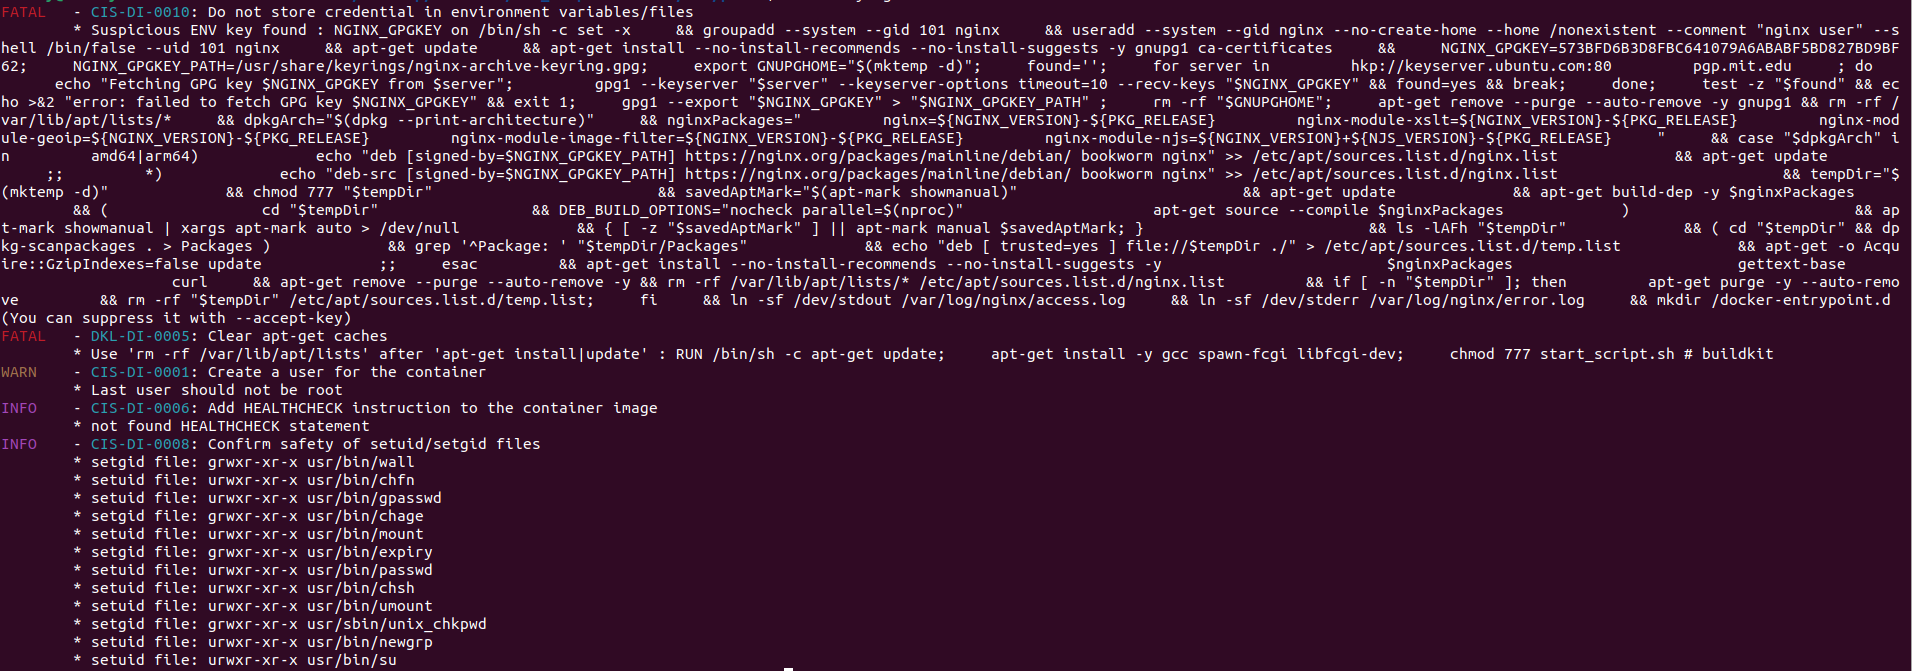 FATAL   - CIS-DI-0010: Do not store credential in environment variables/files
        * Suspicious ENV key found : NGINX_GPGKEY on /bin/sh -c set -x     && groupadd --system --gid 101 nginx     && useradd --system --gid nginx --no-create-home --home /nonexistent --comment "nginx user" --s
hell /bin/false --uid 101 nginx     && apt-get update     && apt-get install --no-install-recommends --no-install-suggests -y gnupg1 ca-certificates     &&     NGINX_GPGKEY=573BFD6B3D8FBC641079A6ABABF5BD827BD9BF
62;     NGINX_GPGKEY_PATH=/usr/share/keyrings/nginx-archive-keyring.gpg;     export GNUPGHOME="$(mktemp -d)";     found='';     for server in         hkp://keyserver.ubuntu.com:80         pgp.mit.edu     ; do
      echo "Fetching GPG key $NGINX_GPGKEY from $server";         gpg1 --keyserver "$server" --keyserver-options timeout=10 --recv-keys "$NGINX_GPGKEY" && found=yes && break;     done;     test -z "$found" && ec
ho >&2 "error: failed to fetch GPG key $NGINX_GPGKEY" && exit 1;     gpg1 --export "$NGINX_GPGKEY" > "$NGINX_GPGKEY_PATH" ;     rm -rf "$GNUPGHOME";     apt-get remove --purge --auto-remove -y gnupg1 && rm -rf /
var/lib/apt/lists/*     && dpkgArch="$(dpkg --print-architecture)"     && nginxPackages="         nginx=${NGINX_VERSION}-${PKG_RELEASE}         nginx-module-xslt=${NGINX_VERSION}-${PKG_RELEASE}         nginx-mod
ule-geoip=${NGINX_VERSION}-${PKG_RELEASE}         nginx-module-image-filter=${NGINX_VERSION}-${PKG_RELEASE}         nginx-module-njs=${NGINX_VERSION}+${NJS_VERSION}-${PKG_RELEASE}     "     && case "$dpkgArch" i
n         amd64|arm64)             echo "deb [signed-by=$NGINX_GPGKEY_PATH] https://nginx.org/packages/mainline/debian/ bookworm nginx" >> /etc/apt/sources.list.d/nginx.list             && apt-get update
     ;;         *)             echo "deb-src [signed-by=$NGINX_GPGKEY_PATH] https://nginx.org/packages/mainline/debian/ bookworm nginx" >> /etc/apt/sources.list.d/nginx.list                         && tempDir="$
(mktemp -d)"             && chmod 777 "$tempDir"                         && savedAptMark="$(apt-mark showmanual)"                         && apt-get update             && apt-get build-dep -y $nginxPackages
        && (                 cd "$tempDir"                 && DEB_BUILD_OPTIONS="nocheck parallel=$(nproc)"                     apt-get source --compile $nginxPackages             )                         && ap
t-mark showmanual | xargs apt-mark auto > /dev/null             && { [ -z "$savedAptMark" ] || apt-mark manual $savedAptMark; }                         && ls -lAFh "$tempDir"             && ( cd "$tempDir" && dp
kg-scanpackages . > Packages )             && grep '^Package: ' "$tempDir/Packages"             && echo "deb [ trusted=yes ] file://$tempDir ./" > /etc/apt/sources.list.d/temp.list             && apt-get -o Acqu
ire::GzipIndexes=false update             ;;     esac         && apt-get install --no-install-recommends --no-install-suggests -y                         $nginxPackages                         gettext-base
                   curl     && apt-get remove --purge --auto-remove -y && rm -rf /var/lib/apt/lists/* /etc/apt/sources.list.d/nginx.list         && if [ -n "$tempDir" ]; then         apt-get purge -y --auto-remo
ve         && rm -rf "$tempDir" /etc/apt/sources.list.d/temp.list;     fi     && ln -sf /dev/stdout /var/log/nginx/access.log     && ln -sf /dev/stderr /var/log/nginx/error.log     && mkdir /docker-entrypoint.d
(You can suppress it with --accept-key)
FATAL   - DKL-DI-0005: Clear apt-get caches
        * Use 'rm -rf /var/lib/apt/lists' after 'apt-get install|update' : RUN /bin/sh -c apt-get update;     apt-get install -y gcc spawn-fcgi libfcgi-dev;     chmod 777 start_script.sh # buildkit
WARN    - CIS-DI-0001: Create a user for the container
        * Last user should not be root
INFO    - CIS-DI-0006: Add HEALTHCHECK instruction to the container image
        * not found HEALTHCHECK statement
INFO    - CIS-DI-0008: Confirm safety of setuid/setgid files
        * setgid file: grwxr-xr-x usr/bin/wall
        * setuid file: urwxr-xr-x usr/bin/chfn
        * setuid file: urwxr-xr-x usr/bin/gpasswd
        * setgid file: grwxr-xr-x usr/bin/chage
        * setuid file: urwxr-xr-x usr/bin/mount
        * setgid file: grwxr-xr-x usr/bin/expiry
        * setuid file: urwxr-xr-x usr/bin/passwd
        * setuid file: urwxr-xr-x usr/bin/chsh
        * setuid file: urwxr-xr-x usr/bin/umount
        * setgid file: grwxr-xr-x usr/sbin/unix_chkpwd
        * setuid file: urwxr-xr-x usr/bin/newgrp
        * setuid file: urwxr-xr-x usr/bin/su